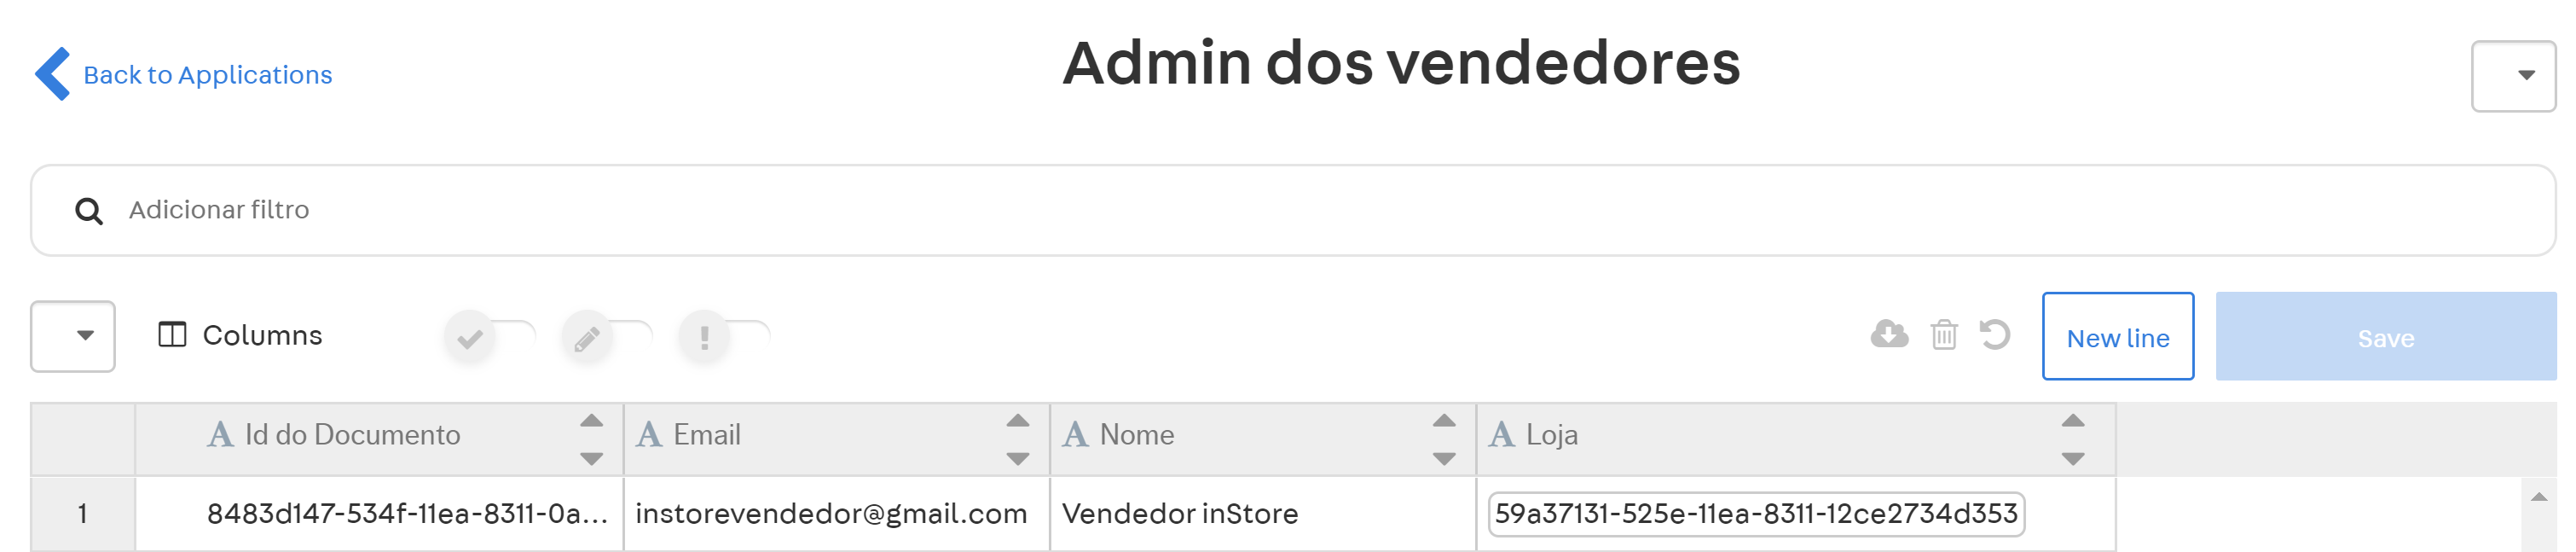 Admin dos vendedores
Back to Applications
Adicionar filtro
Columns
New line
Save
Id do Documento Email Nome Loja
1 8483d147-534f-11ea-8311-0a... instorevendedor@gmail.com Vendedor inStore 59a37131-525e-11ea-8311-12ce2734d353